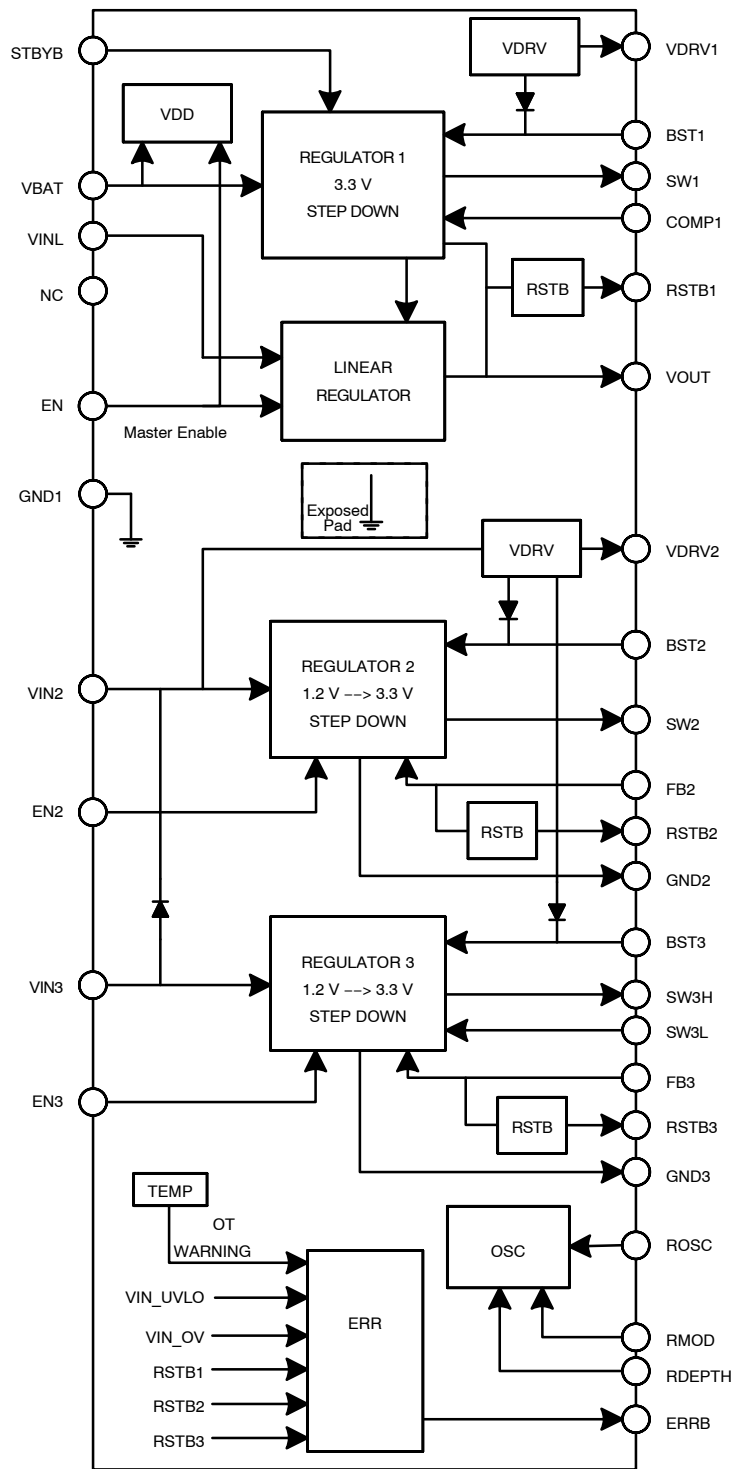 STBYB
VDRV
VDRV1
VDD
BST1
REGULATOR 1
3.3 V
STEP DOWN
VBAT
SW1
COMP1
VINL
NC
RSTB
RSTB1
LINEAR
REGULATOR
VOUT
EN
Master Enable
GND1
Exposed
Pad
VDRV
VDRV2
BST2
REGULATOR 2
1.2 V −−> 3.3 V
STEP DOWN
VIN2
SW2
FB2
EN2
RSTB
RSTB2
GND2
BST3
REGULATOR 3
1.2 V −−> 3.3 V
STEP DOWN
VIN3
SW3H
SW3L
FB3
EN3
RSTB
RSTB3
GND3
TEMP
OT
WARNING
OSC
ROSC
VIN_UVLO
ERR
VIN_OV
RMOD
RSTB1
RDEPTH
RSTB2
ERRB
RSTB3